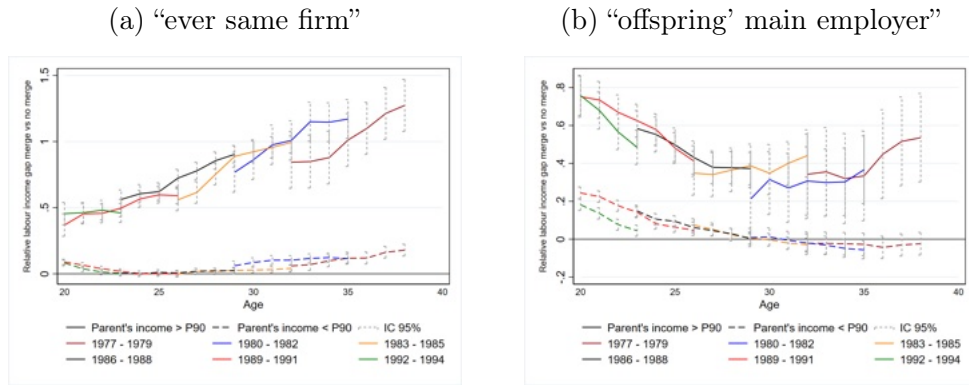 (a) “ever same firm”
(b) “offspring’ main employer”
Relative labour income gap merge vs no merge
1.5
1
.5
0
20
25
30
35
40
Age
Parent's income > P90
Parent's income < P90
IC 95%
1977 - 1979
1980 - 1982
1983 - 1985
1986 - 1988
1989 - 1991
1992 - 1994
Relative labour income gap merge vs no merge
.8
.6
.4
.2
0
-.2
20
25
30
35
40
Age
Parent's income > P90
Parent's income < P90
IC 95%
1977 - 1979
1980 - 1982
1983 - 1985
1986 - 1988
1989 - 1991
1992 - 1994